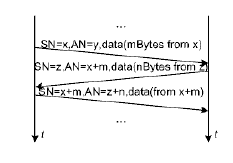 ...
SN=x,AN=y,data(mBytes from x)
SN=z,AN=x+m,data(nBytes from
SN=x+m,AN=z+n,data(from x+m)
...
t
t